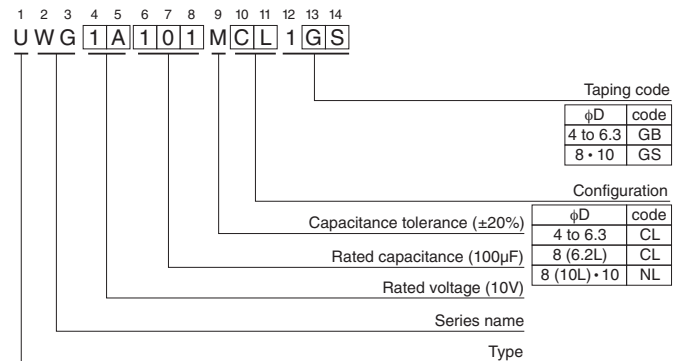 1 2 3 4 5 6 7 8 9 10 11 12 13 14
U W G 1 A 1 0 1 M C L 1 G S
Taping code
ϕD code
4 to 6.3 GB
8 • 10 GS
Configuration
ϕD code
4 to 6.3 CL
8 (6.2L) CL
8 (10L) • 10 NL
Capacitance tolerance (±20%)
Rated capacitance (100µF)
Rated voltage (10V)
Series name
Type